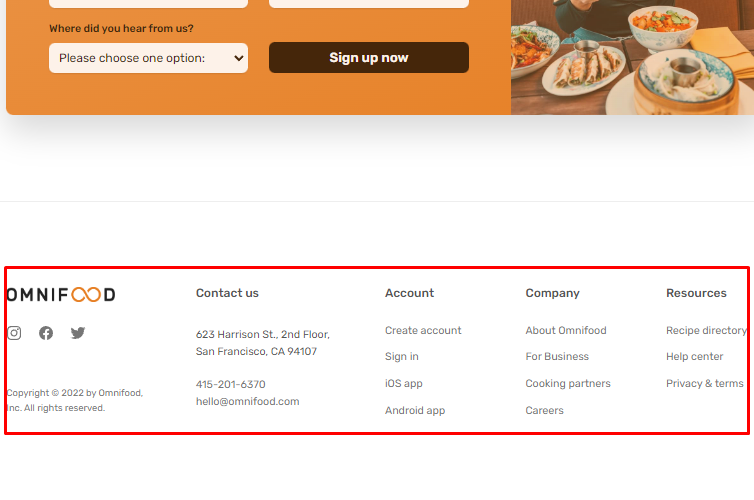 Where did you hear from us?
Please choose one option:
Sign up now
OMNIFOOD
Copyright © 2022 by Omnifood,
Inc. All rights reserved.
Contact us
623 Harrison St., 2nd Floor,
San Francisco, CA 94107
415-201-6370
hello@omnifood.com
Account
Create account
Sign in
iOS app
Android app
Company
About Omnifood
For Business
Cooking partners
Careers
Resources
Recipe directory
Help center
Privacy & terms